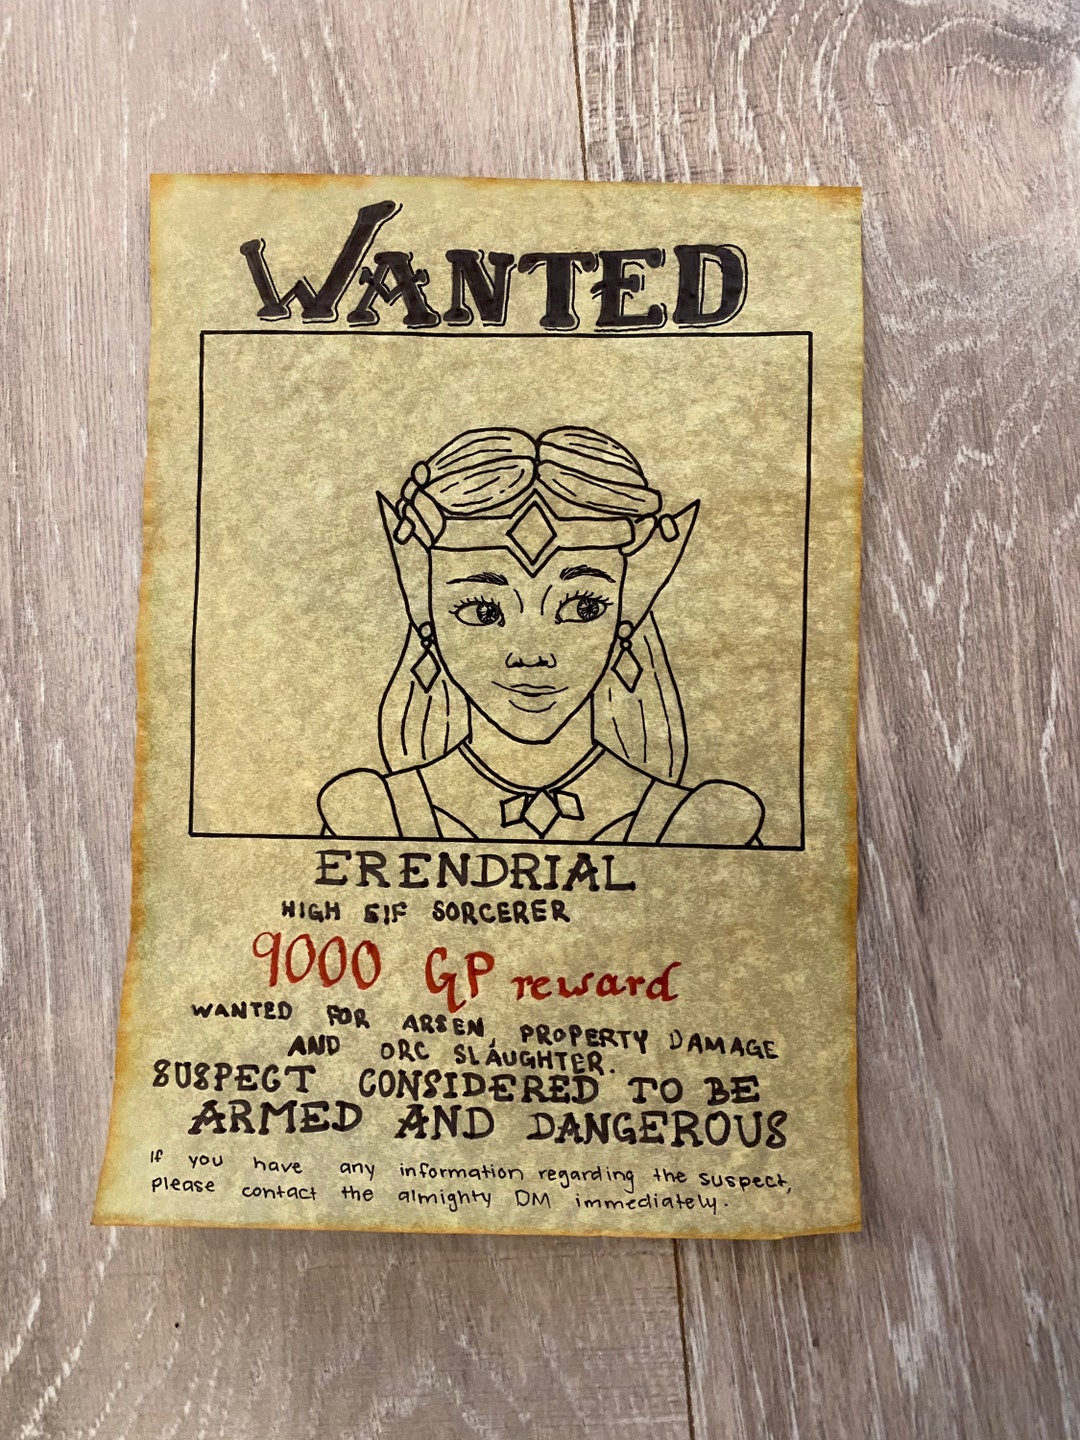 WANTED
ERENDRIAL
HIGH ElF SORCERER
9000 GP reward
WANTED FOR ARSEN, PROPERTY DAMAGE
AND ORC SLAUGHTER.
SUSPECT CONSIDERED TO BE
ARMED AND DANGEROUS
If you have any information regarding the suspect,
please contact the almighty DM immediately.